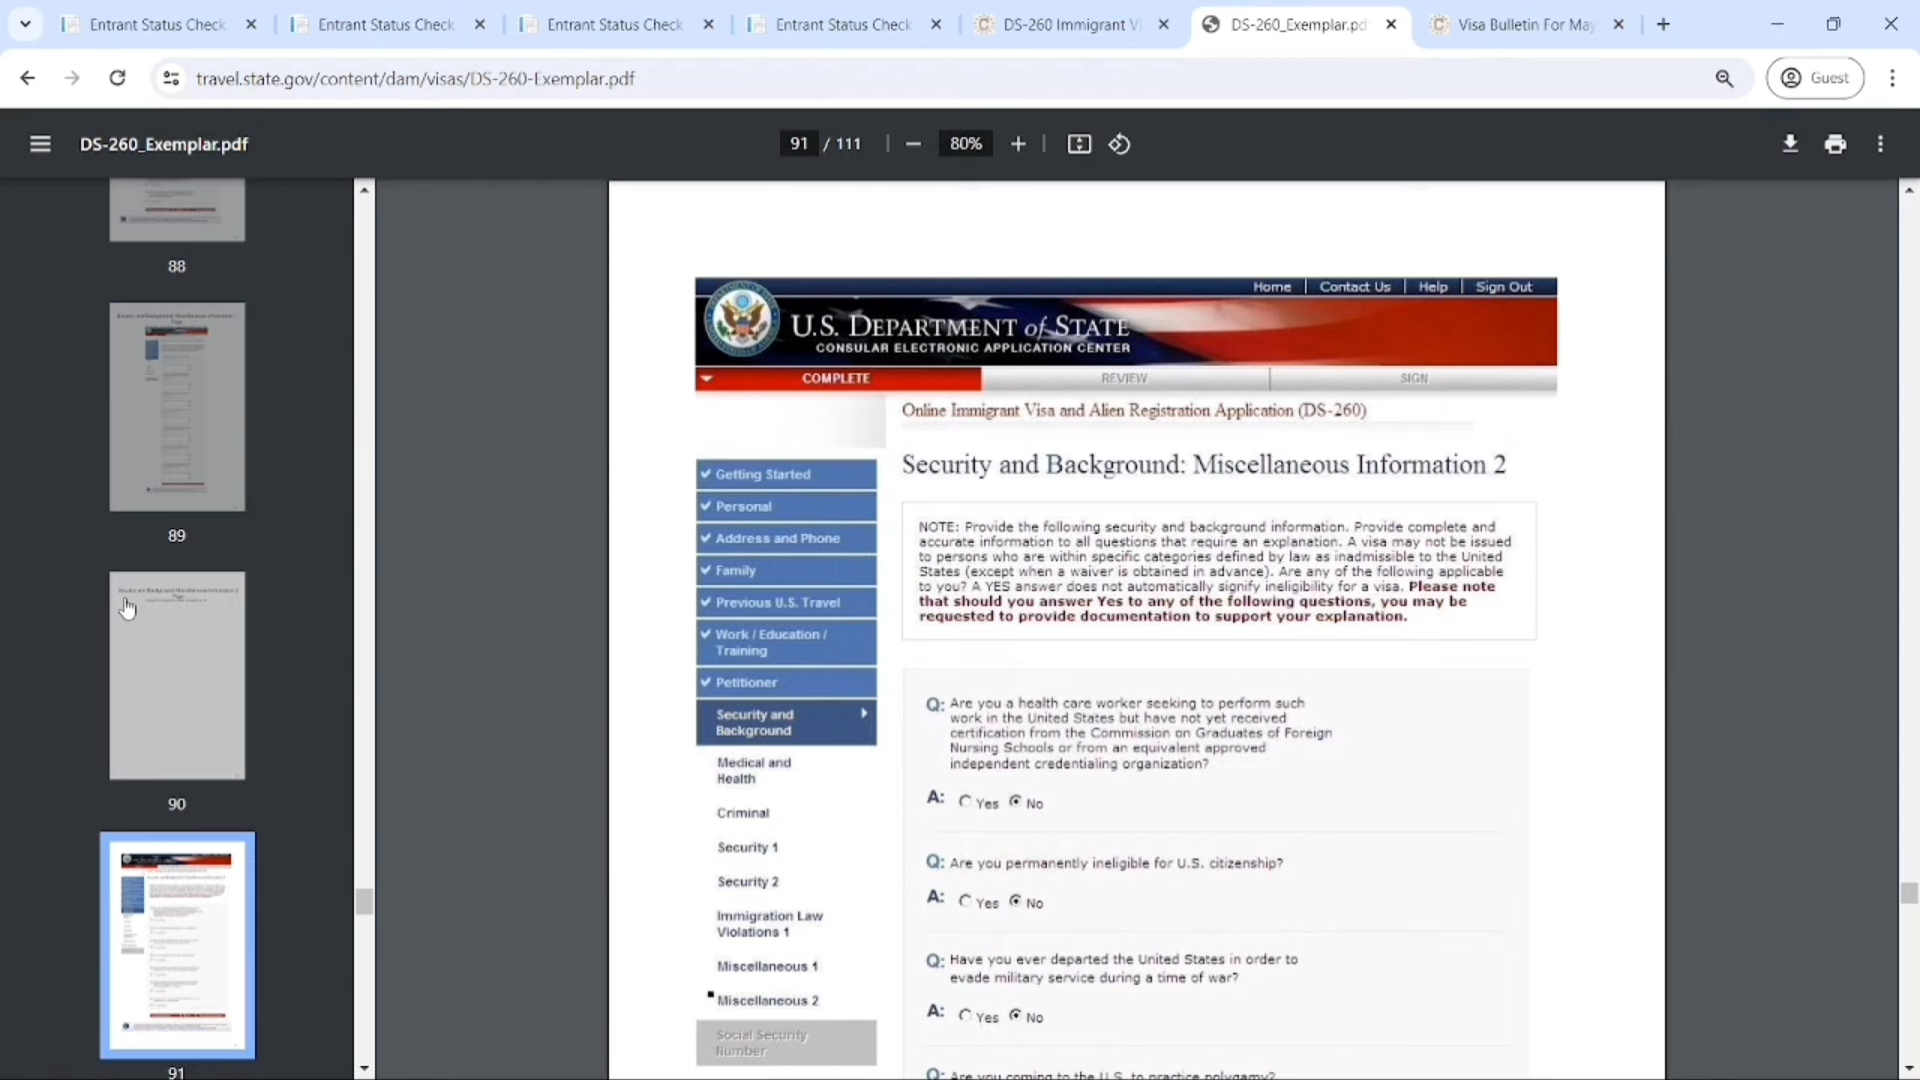 Entrant Status Check
Entrant Status Check
Entrant Status Check
Entrant Status Check
DS-260 Immigrant Vi
DS-260_Exemplar.pd
Visa Bulletin For May
travel.state.gov/content/dam/visas/DS-260-Exemplar.pdf
Guest
DS-260_Exemplar.pdf
91 / 111
80%
88
89
90
91
Home | Contact Us | Help | Sign Out
U.S. DEPARTMENT of STATE
CONSULAR ELECTRONIC APPLICATION CENTER
COMPLETE
REVIEW
SIGN
Online Immigrant Visa and Alien Registration Application (DS-260)
Getting Started
Personal
Address and Phone
Family
Previous U.S. Travel
Work / Education /
Training
Petitioner
Security and
Background
Medical and
Health
Criminal
Security 1
Security 2
Immigration Law
Violations 1
Miscellaneous 1
Miscellaneous 2
Social Security
Number
Security and Background: Miscellaneous Information 2
NOTE: Provide the following security and background information. Provide complete and
accurate information to all questions that require an explanation. A visa may not be issued
to persons who are within specific categories defined by law as inadmissible to the United
States (except when a waiver is obtained in advance). Are any of the following applicable
to you? A YES answer does not automatically signify ineligibility for a visa. Please note
that should you answer Yes to any of the following questions, you may be
requested to provide documentation to support your explanation.
Q: Are you a health care worker seeking to perform such
work in the United States but have not yet received
certification from the Commission on Graduates of Foreign
Nursing Schools or from an equivalent approved
independent credentialing organization?
A: Yes No
Q: Are you permanently ineligible for U.S. citizenship?
A: Yes No
Q: Have you ever departed the United States in order to
evade military service during a time of war?
A: Yes No
Q: Are you coming to the U.S. to practice polygamy?